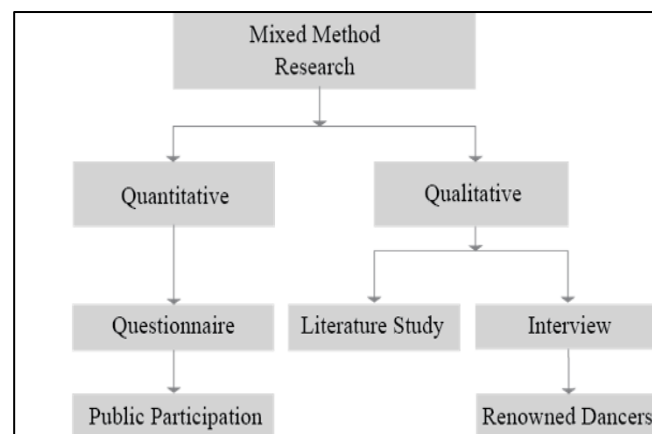 Mixed Method
Research
Quantitative
Qualitative
Questionnaire
Literature Study
Interview
Public Participation
Renowned Dancers